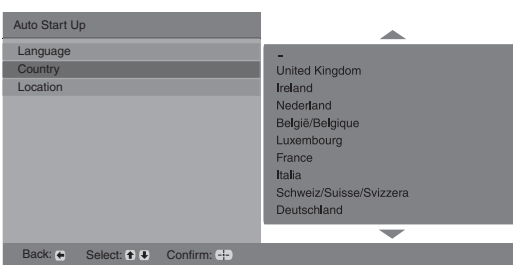 Auto Start Up
Language
Country
Location
-
United Kingdom
Ireland
Nederland
België/Belgique
Luxembourg
France
Italia
Schweiz/Suisse/Svizzera
Deutschland
Back: Select: Confirm: